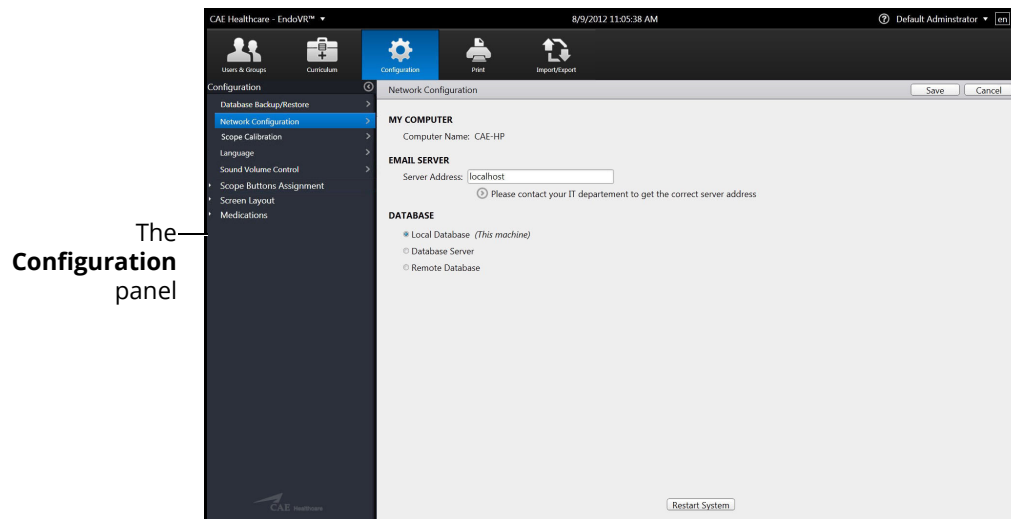 CAE Healthcare - EndoVR™
8/9/2012 11:05:38 AM
? Default Adminstrator
en
Users & Groups
Curriculum
Configuration
Print
Import/Export
Configuration
Network Configuration
Save
Cancel
Database Backup/Restore
Network Configuration
Scope Calibration
Language
Sound Volume Control
Scope Buttons Assignment
Screen Layout
Medications
MY COMPUTER
Computer Name: CAE-HP
EMAIL SERVER
Server Address: localhost
Please contact your IT departement to get the correct server address
DATABASE
Local Database (This machine)
Database Server
Remote Database
The
Configuration
panel
CAE Healthcare
Restart System